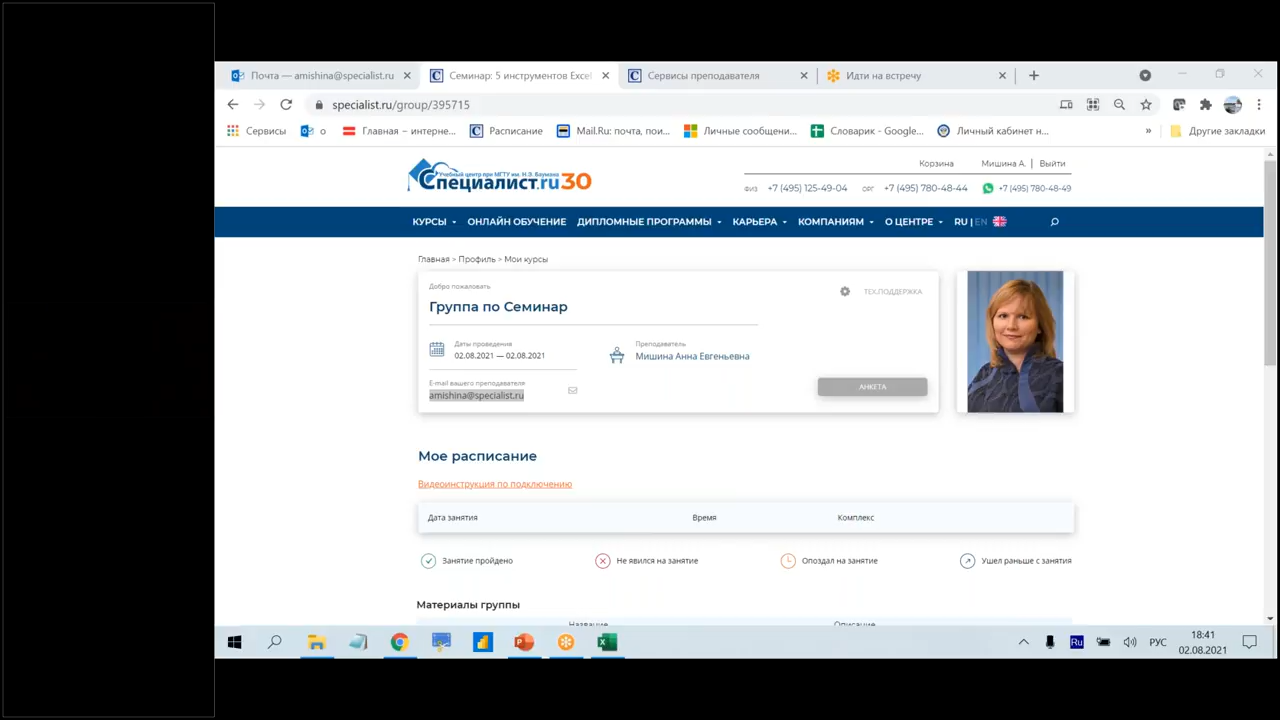 Почта — amishina@specialist.ru
Семинар: 5 инструментов Excel
Сервисы преподавателя
Идти на встречу
specialist.ru/group/395715
Сервисы
о
Главная – интерне...
Расписание
Mail.Ru: почта, пои...
Личные сообщени...
Словарик - Google...
Личный кабинет н...
»
Другие закладки
Учебный центр при МГТУ им. Н.Э. Баумана
Специалист.ru 30
Корзина
Мишина А. | Выйти
ФИЗ +7 (495) 125-49-04
ОРГ +7 (495) 780-48-44
+7 (495) 780-48-49
КУРСЫ
ОНЛАЙН ОБУЧЕНИЕ
ДИПЛОМНЫЕ ПРОГРАММЫ
КАРЬЕРА
КОМПАНИЯМ
О ЦЕНТРЕ
RU | EN
Главная > Профиль > Мои курсы
Добро пожаловать
ТЕХ.ПОДДЕРЖКА
Группа по Семинар
Даты проведения
02.08.2021 — 02.08.2021
Преподаватель
Мишина Анна Евгеньевна
E-mail вашего преподавателя
amishina@specialist.ru
АНКЕТА
Мое расписание
Видеоинструкция по подключению
Дата занятия
Время
Комплекс
Занятие пройдено
Не явился на занятие
Опоздал на занятие
Ушел раньше с занятия
Материалы группы
Название
Описание
Ru
РУС
18:41
02.08.2021